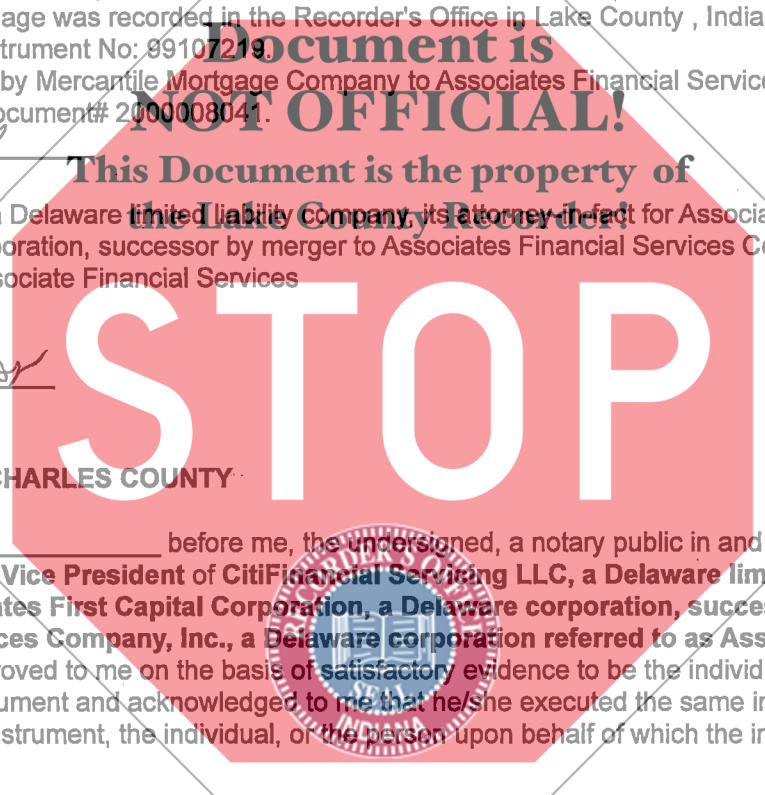 age was recorded in the Recorder's Office in Lake County , India
trument No: 99107219.
Document is
by Mercantile Mortgage Company to Associates Financial Service
ocument# 2000008041.
NOT OFFICIAL!
This Document is the property of
a Delaware limited liability company, its attorney-in-fact for Associa
the Lake County Recorder!
oration, successor by merger to Associates Financial Services Co
sociate Financial Services
STOP
CHARLES COUNTY
before me, the undersigned, a notary public in and
Vice President of CitiFinancial Servicing LLC, a Delaware lim
ates First Capital Corporation, a Delaware corporation, succes
ces Company, Inc., a Delaware corporation referred to as Ass
roved to me on the basis of satisfactory evidence to be the individ
ument and acknowledged to me that he/she executed the same in
strument, the individual, or the person upon behalf of which the in
RECORDER'S OFFICE
SEAL
INDIANA